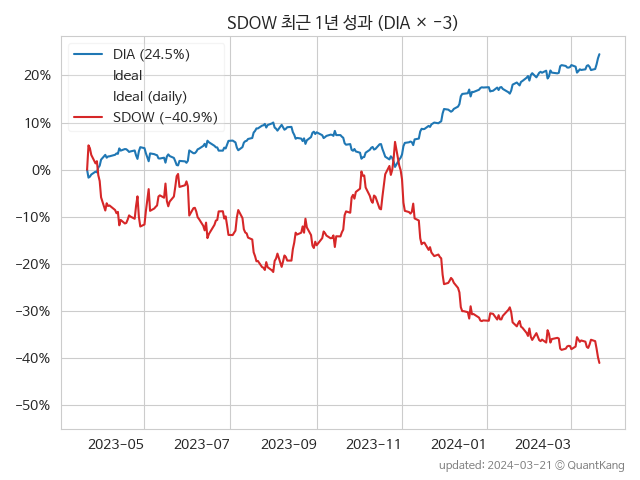 SDOW 최근 1년 성과 (DIA × −3)
DIA (24.5%)
Ideal
Ideal (daily)
SDOW (−40.9%)
20%
10%
0%
−10%
−20%
−30%
−40%
−50%
2023-05 2023-07 2023-09 2023-11 2024-01 2024-03
updated: 2024-03-21 © QuantKang